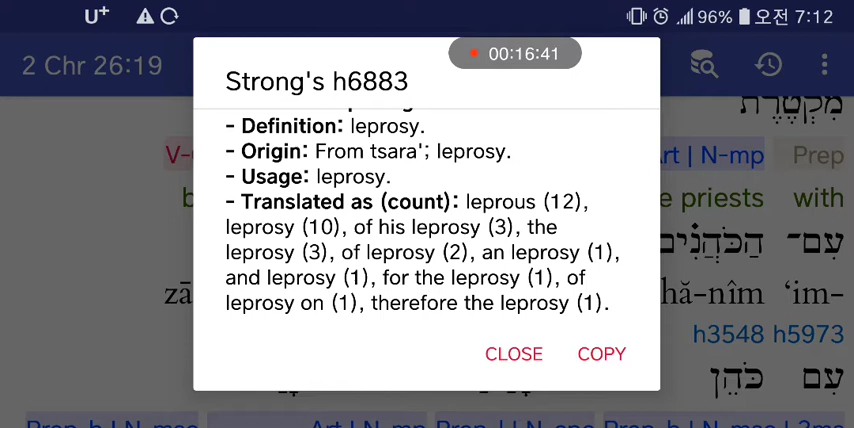 U+ 96% 오전 7:12
2 Chr 26:19
00:16:41
Strong's h6883
- Definition: leprosy.
- Origin: From tsara'; leprosy.
- Usage: leprosy.
- Translated as (count): leprous (12),
leprosy (10), of his leprosy (3), the
leprosy (3), of leprosy (2), an leprosy (1),
and leprosy (1), for the leprosy (1), of
leprosy on (1), therefore the leprosy (1).
CLOSE COPY
מִקְטֶרֶת
V- Art | N-mp Prep
e priests with
עִם־ הַכֹּהֲנִ֗ים
zā hă-nîm ‘im-
h3548 h5973
עִם כֹּהֵן